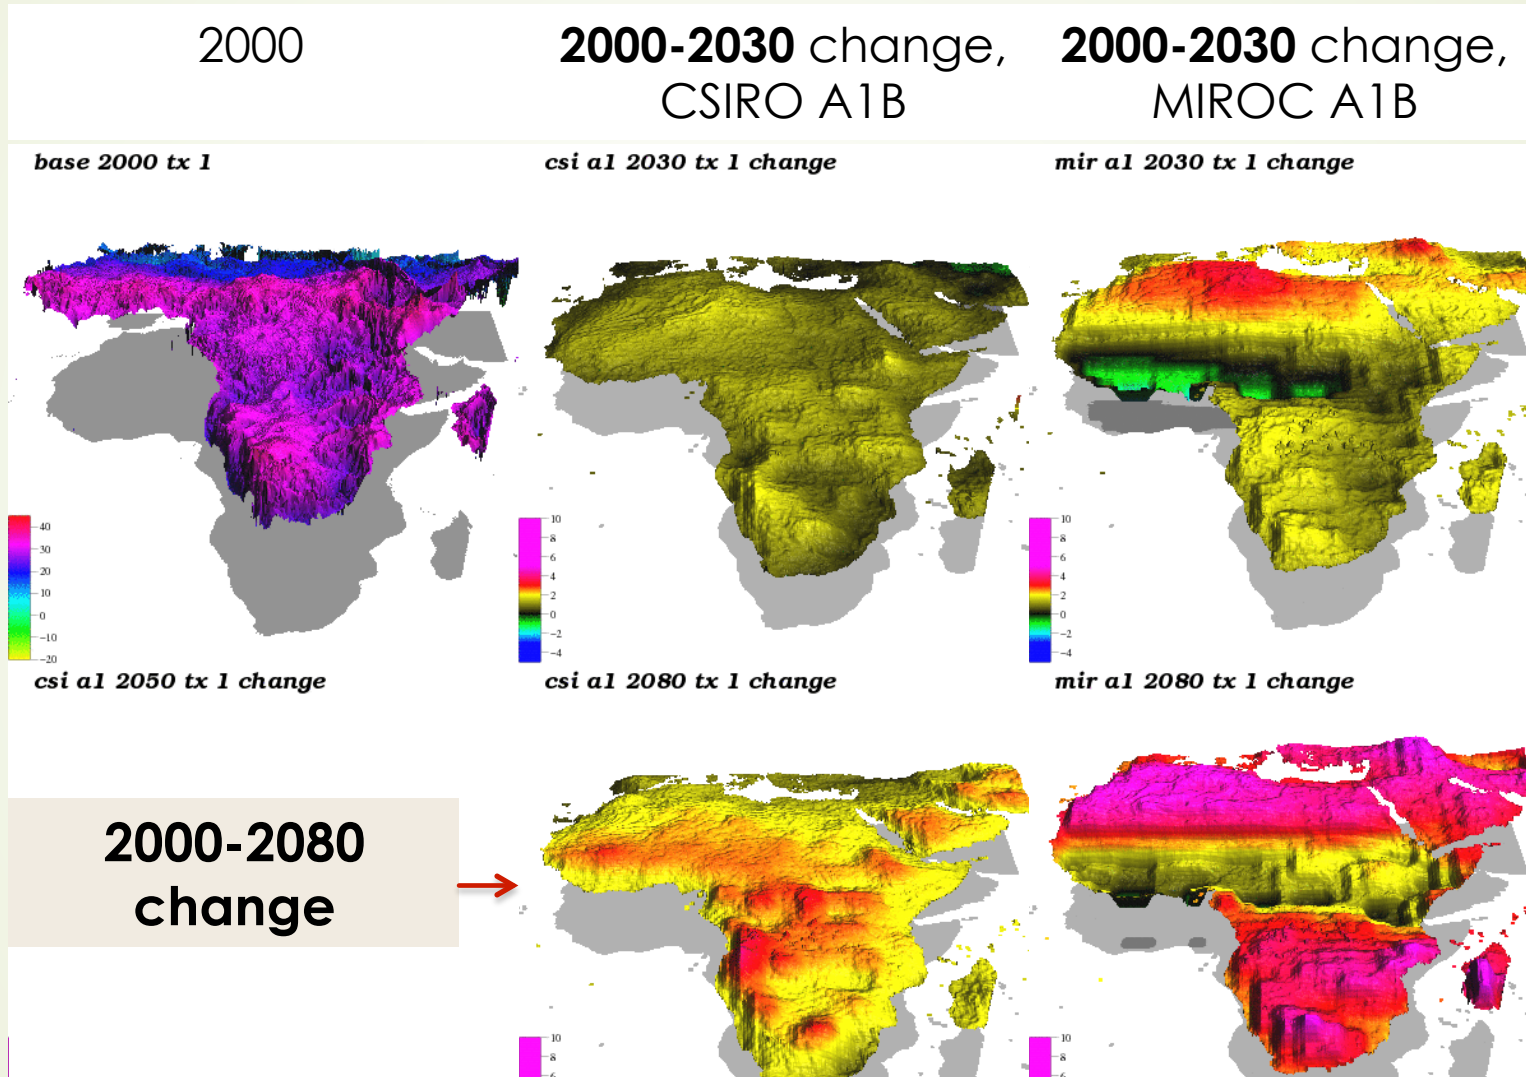 2000
2000-2030 change,
CSIRO A1B
2000-2030 change,
MIROC A1B
base 2000 tx 1
csi a1 2030 tx 1 change
mir a1 2030 tx 1 change
40
30
20
10
0
-10
-20
10
8
6
4
2
0
-2
-4
10
8
6
4
2
0
-2
-4
csi a1 2050 tx 1 change
csi a1 2080 tx 1 change
mir a1 2080 tx 1 change
2000-2080
change
10
8
6
10
8
6